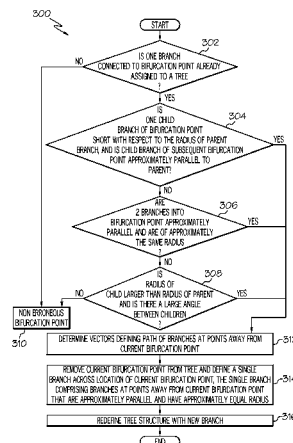 300
START
302
IS ONE BRANCH
CONNECTED TO BIFURCATION POINT ALREADY
ASSIGNED TO A TREE
?
NO
YES
304
IS
ONE CHILD
BRANCH OF BIFURCATION POINT
SHORT WITH RESPECT TO THE RADIUS OF PARENT
BRANCH, AND IS CHILD BRANCH OF SUBSEQUENT BIFURCATION
POINT APPROXIMATELY PARALLEL TO
PARENT?
YES
NO
306
ARE
2 BRANCHES INTO
BIFURCATION POINT APPROXIMATELY
PARALLEL AND ARE OF APPROXIMATELY
THE SAME RADIUS
?
YES
NO
308
IS
RADIUS OF
CHILD LARGER THAN RADIUS OF PARENT
AND IS THERE A LARGE ANGLE
BETWEEN CHILDREN
?
NO
YES
NON ERRONEOUS
BIFURCATION POINT
310
DETERMINE VECTORS DEFINING PATH OF BRANCHES AT POINTS AWAY FROM
CURRENT BIFURCATION POINT
312
REMOVE CURRENT BIFURCATION POINT FROM TREE AND DEFINE A SINGLE
BRANCH ACROSS LOCATION OF CURRENT BIFURCATION POINT, THE SINGLE BRANCH
COMPRISING BRANCHES AT POINTS AWAY FROM CURRENT BIFURCATION POINT
THAT ARE APPROXIMATELY PARALLEL AND HAVE APPROXIMATELY EQUAL RADIUS
314
REDEFINE TREE STRUCTURE WITH NEW BRANCH
316
END